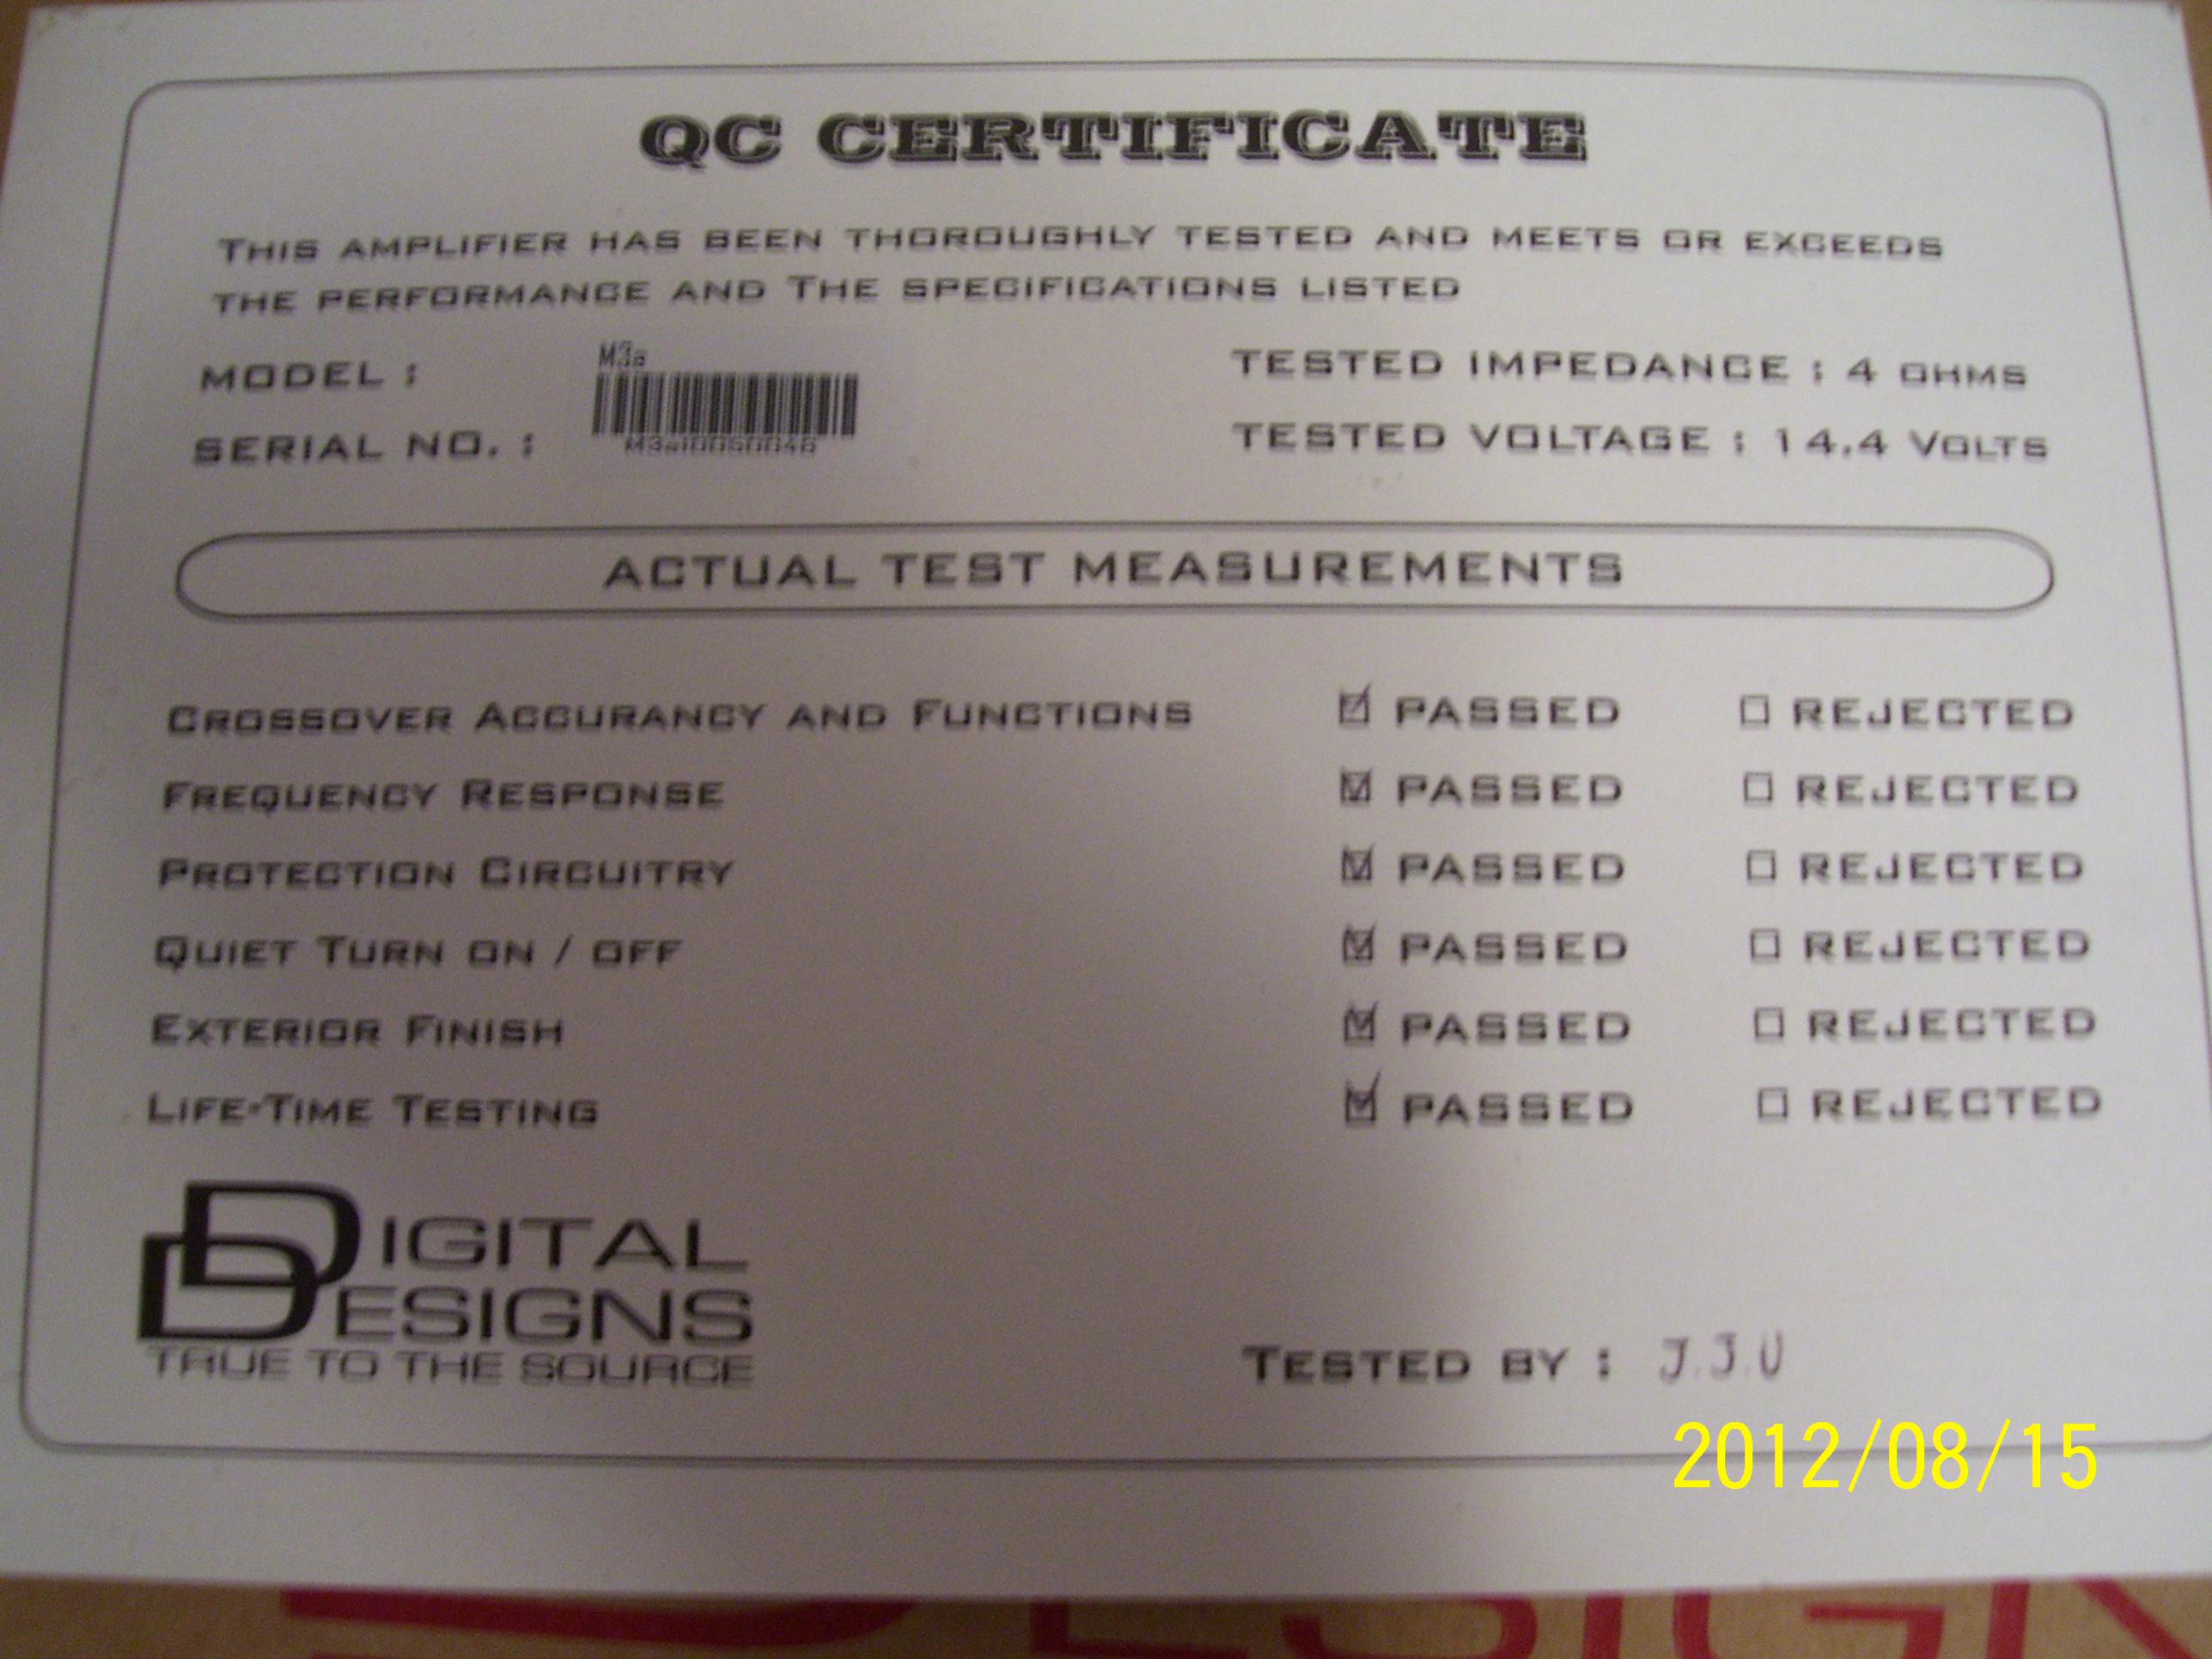 QC CERTIFICATE
THIS AMPLIFIER HAS BEEN THOROUGHLY TESTED AND MEETS OR EXCEEDS
THE PERFORMANCE AND THE SPECIFICATIONS LISTED
MODEL : M3a
SERIAL NO. : M3a10050046
TESTED IMPEDANCE : 4 OHMS
TESTED VOLTAGE : 14.4 VOLTS
ACTUAL TEST MEASUREMENTS
CROSSOVER ACCURANCY AND FUNCTIONS ☑ PASSED ☐ REJECTED
FREQUENCY RESPONSE ☑ PASSED ☐ REJECTED
PROTECTION CIRCUITRY ☑ PASSED ☐ REJECTED
QUIET TURN ON / OFF ☑ PASSED ☐ REJECTED
EXTERIOR FINISH ☑ PASSED ☐ REJECTED
LIFE-TIME TESTING ☑ PASSED ☐ REJECTED
DIGITAL
DESIGNS
TRUE TO THE SOURCE
TESTED BY : J.J.U
2012/08/15